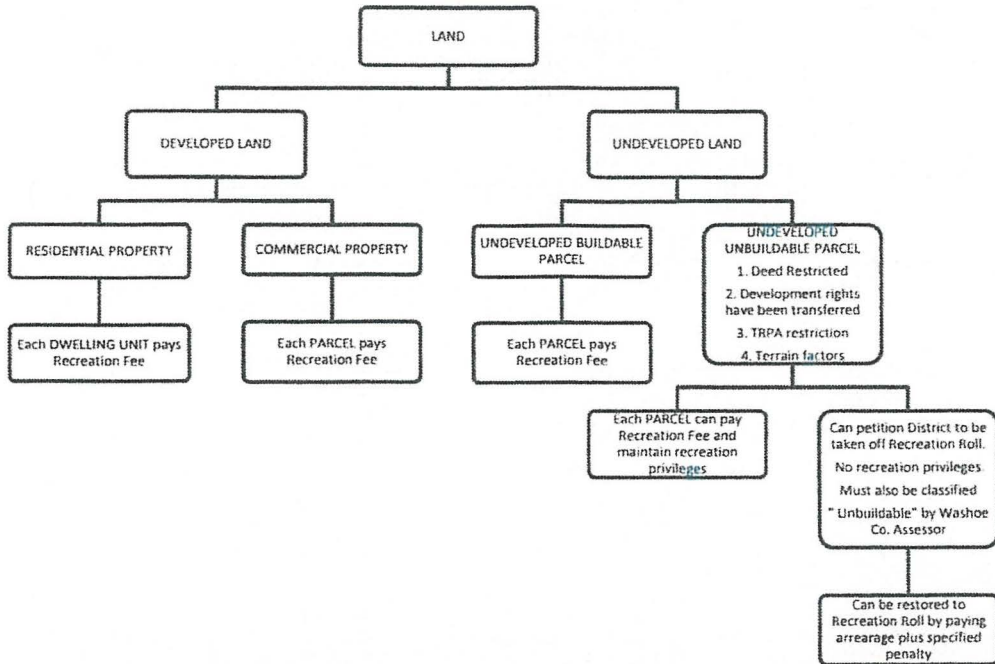 LAND
DEVELOPED LAND
UNDEVELOPED LAND
RESIDENTIAL PROPERTY
COMMERCIAL PROPERTY
UNDEVELOPED BUILDABLE
PARCEL
UNDEVELOPED
UNBUILDABLE PARCEL
1. Deed Restricted
2. Development rights
have been transferred
3. TRPA restriction
4. Terrain factors
Each DWELLING UNIT pays
Recreation Fee
Each PARCEL pays
Recreation Fee
Each PARCEL pays
Recreation Fee
Each PARCEL can pay
Recreation Fee and
maintain recreation
privileges
Can petition District to be
taken off Recreation Roll.
No recreation privileges
Must also be classified
" Unbuildable" by Washoe
Co. Assessor
Can be restored to
Recreation Roll by paying
arrearage plus specified
penalty